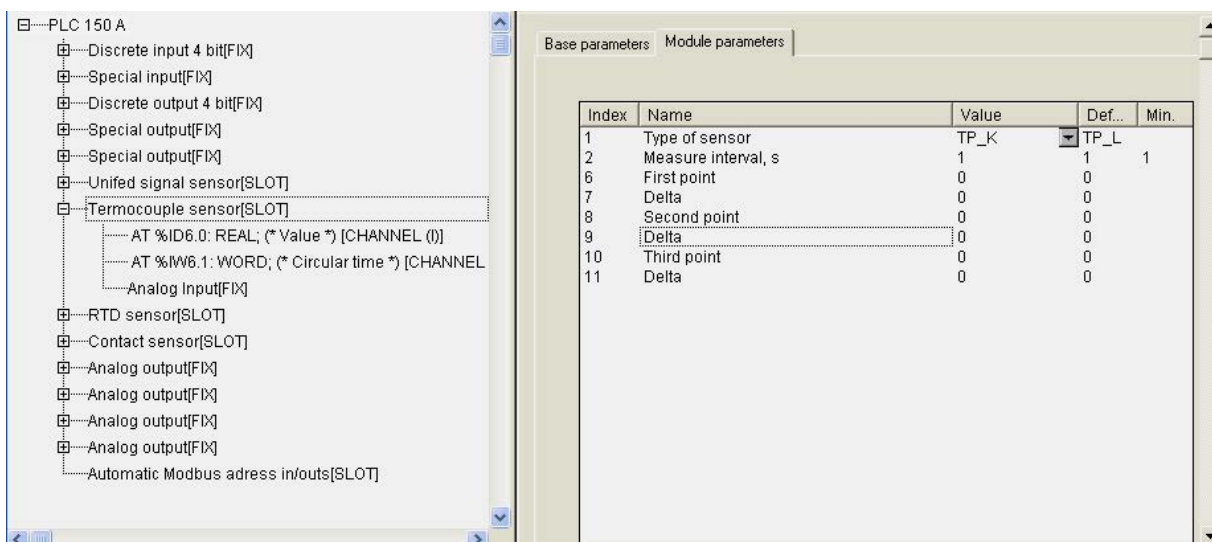 PLC 150 A
Discrete input 4 bit[FIX]
Special input[FIX]
Discrete output 4 bit[FIX]
Special output[FIX]
Special output[FIX]
Unifed signal sensor[SLOT]
Termocouple sensor[SLOT]
AT %ID6.0: REAL; (* Value *) [CHANNEL (I)]
AT %IW6.1: WORD; (* Circular time *) [CHANNEL
Analog Input[FIX]
RTD sensor[SLOT]
Contact sensor[SLOT]
Analog output[FIX]
Analog output[FIX]
Analog output[FIX]
Analog output[FIX]
Automatic Modbus adress in/outs[SLOT]
Base parameters Module parameters
Index Name Value Def... Min.
1 Type of sensor TP_K TP_L
2 Measure interval, s 1 1 1
6 First point 0 0
7 Delta 0 0
8 Second point 0 0
9 Delta 0 0
10 Third point 0 0
11 Delta 0 0